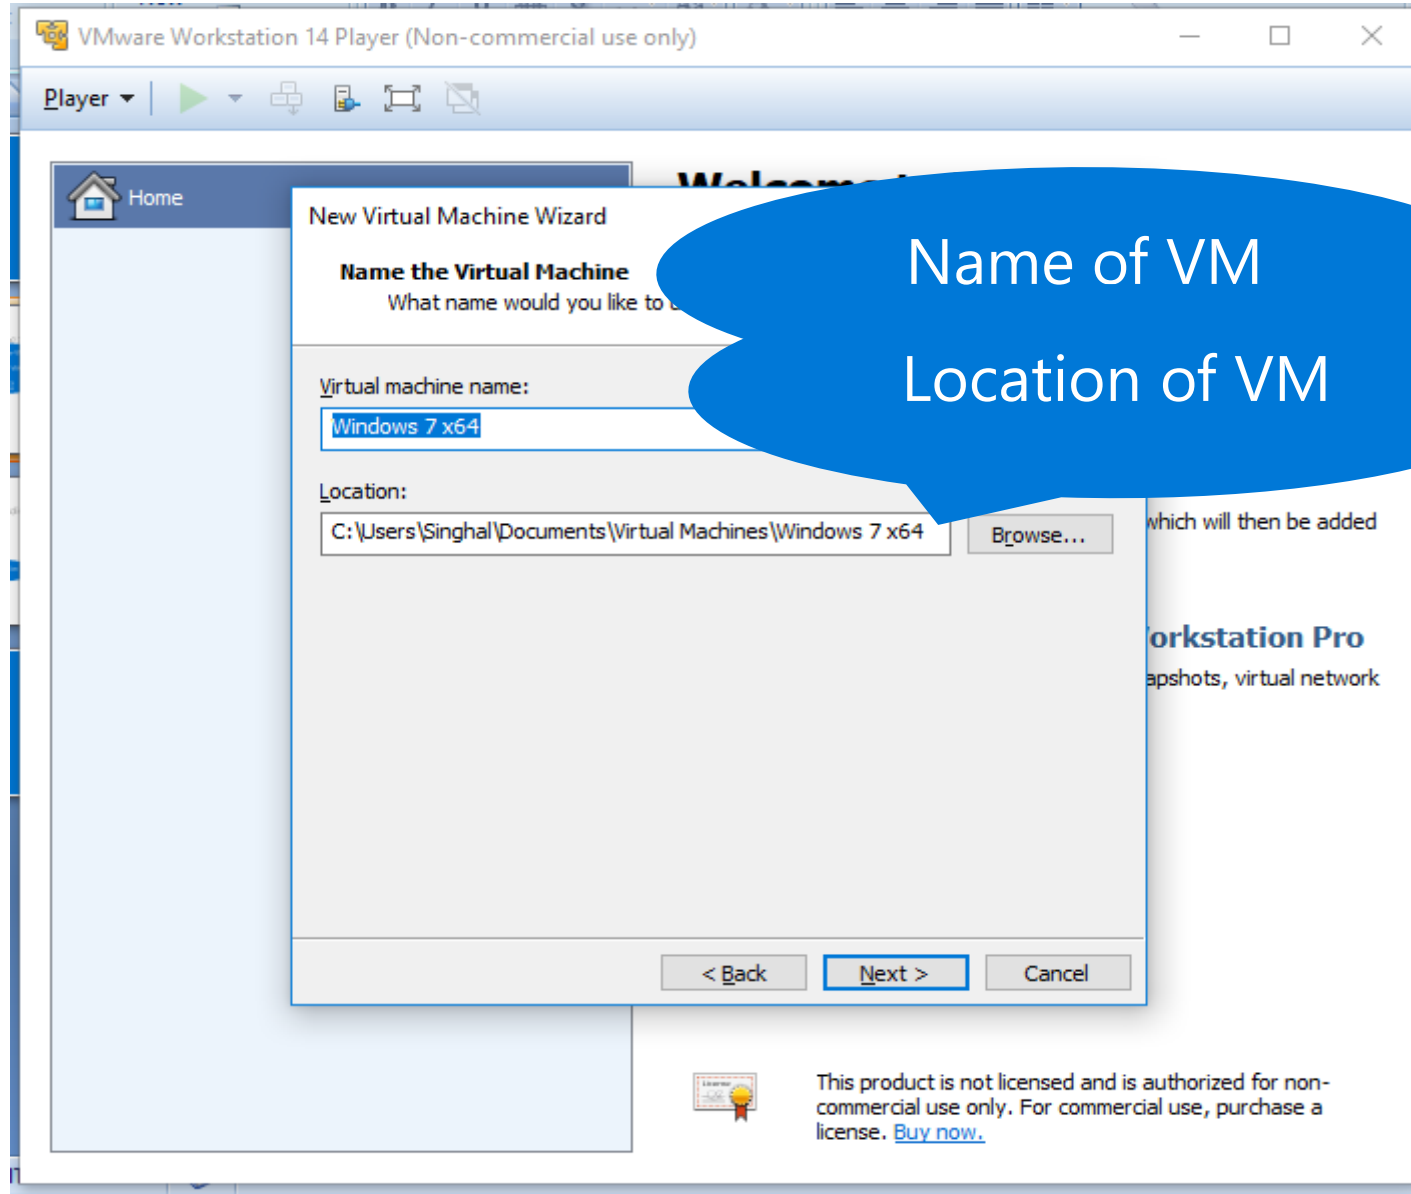 VMware Workstation 14 Player (Non-commercial use only)
Player
Home
New Virtual Machine Wizard
Name the Virtual Machine
What name would you like to
Name of VM
Location of VM
Virtual machine name:
Windows 7 x64
Location:
C:\Users\Singhal\Documents\Virtual Machines\Windows 7 x64
Browse...
which will then be added
Pro
virtual network
< Back
Next >
Cancel
This product is not licensed and is authorized for non-
commercial use only. For commercial use, purchase a
license. Buy now.